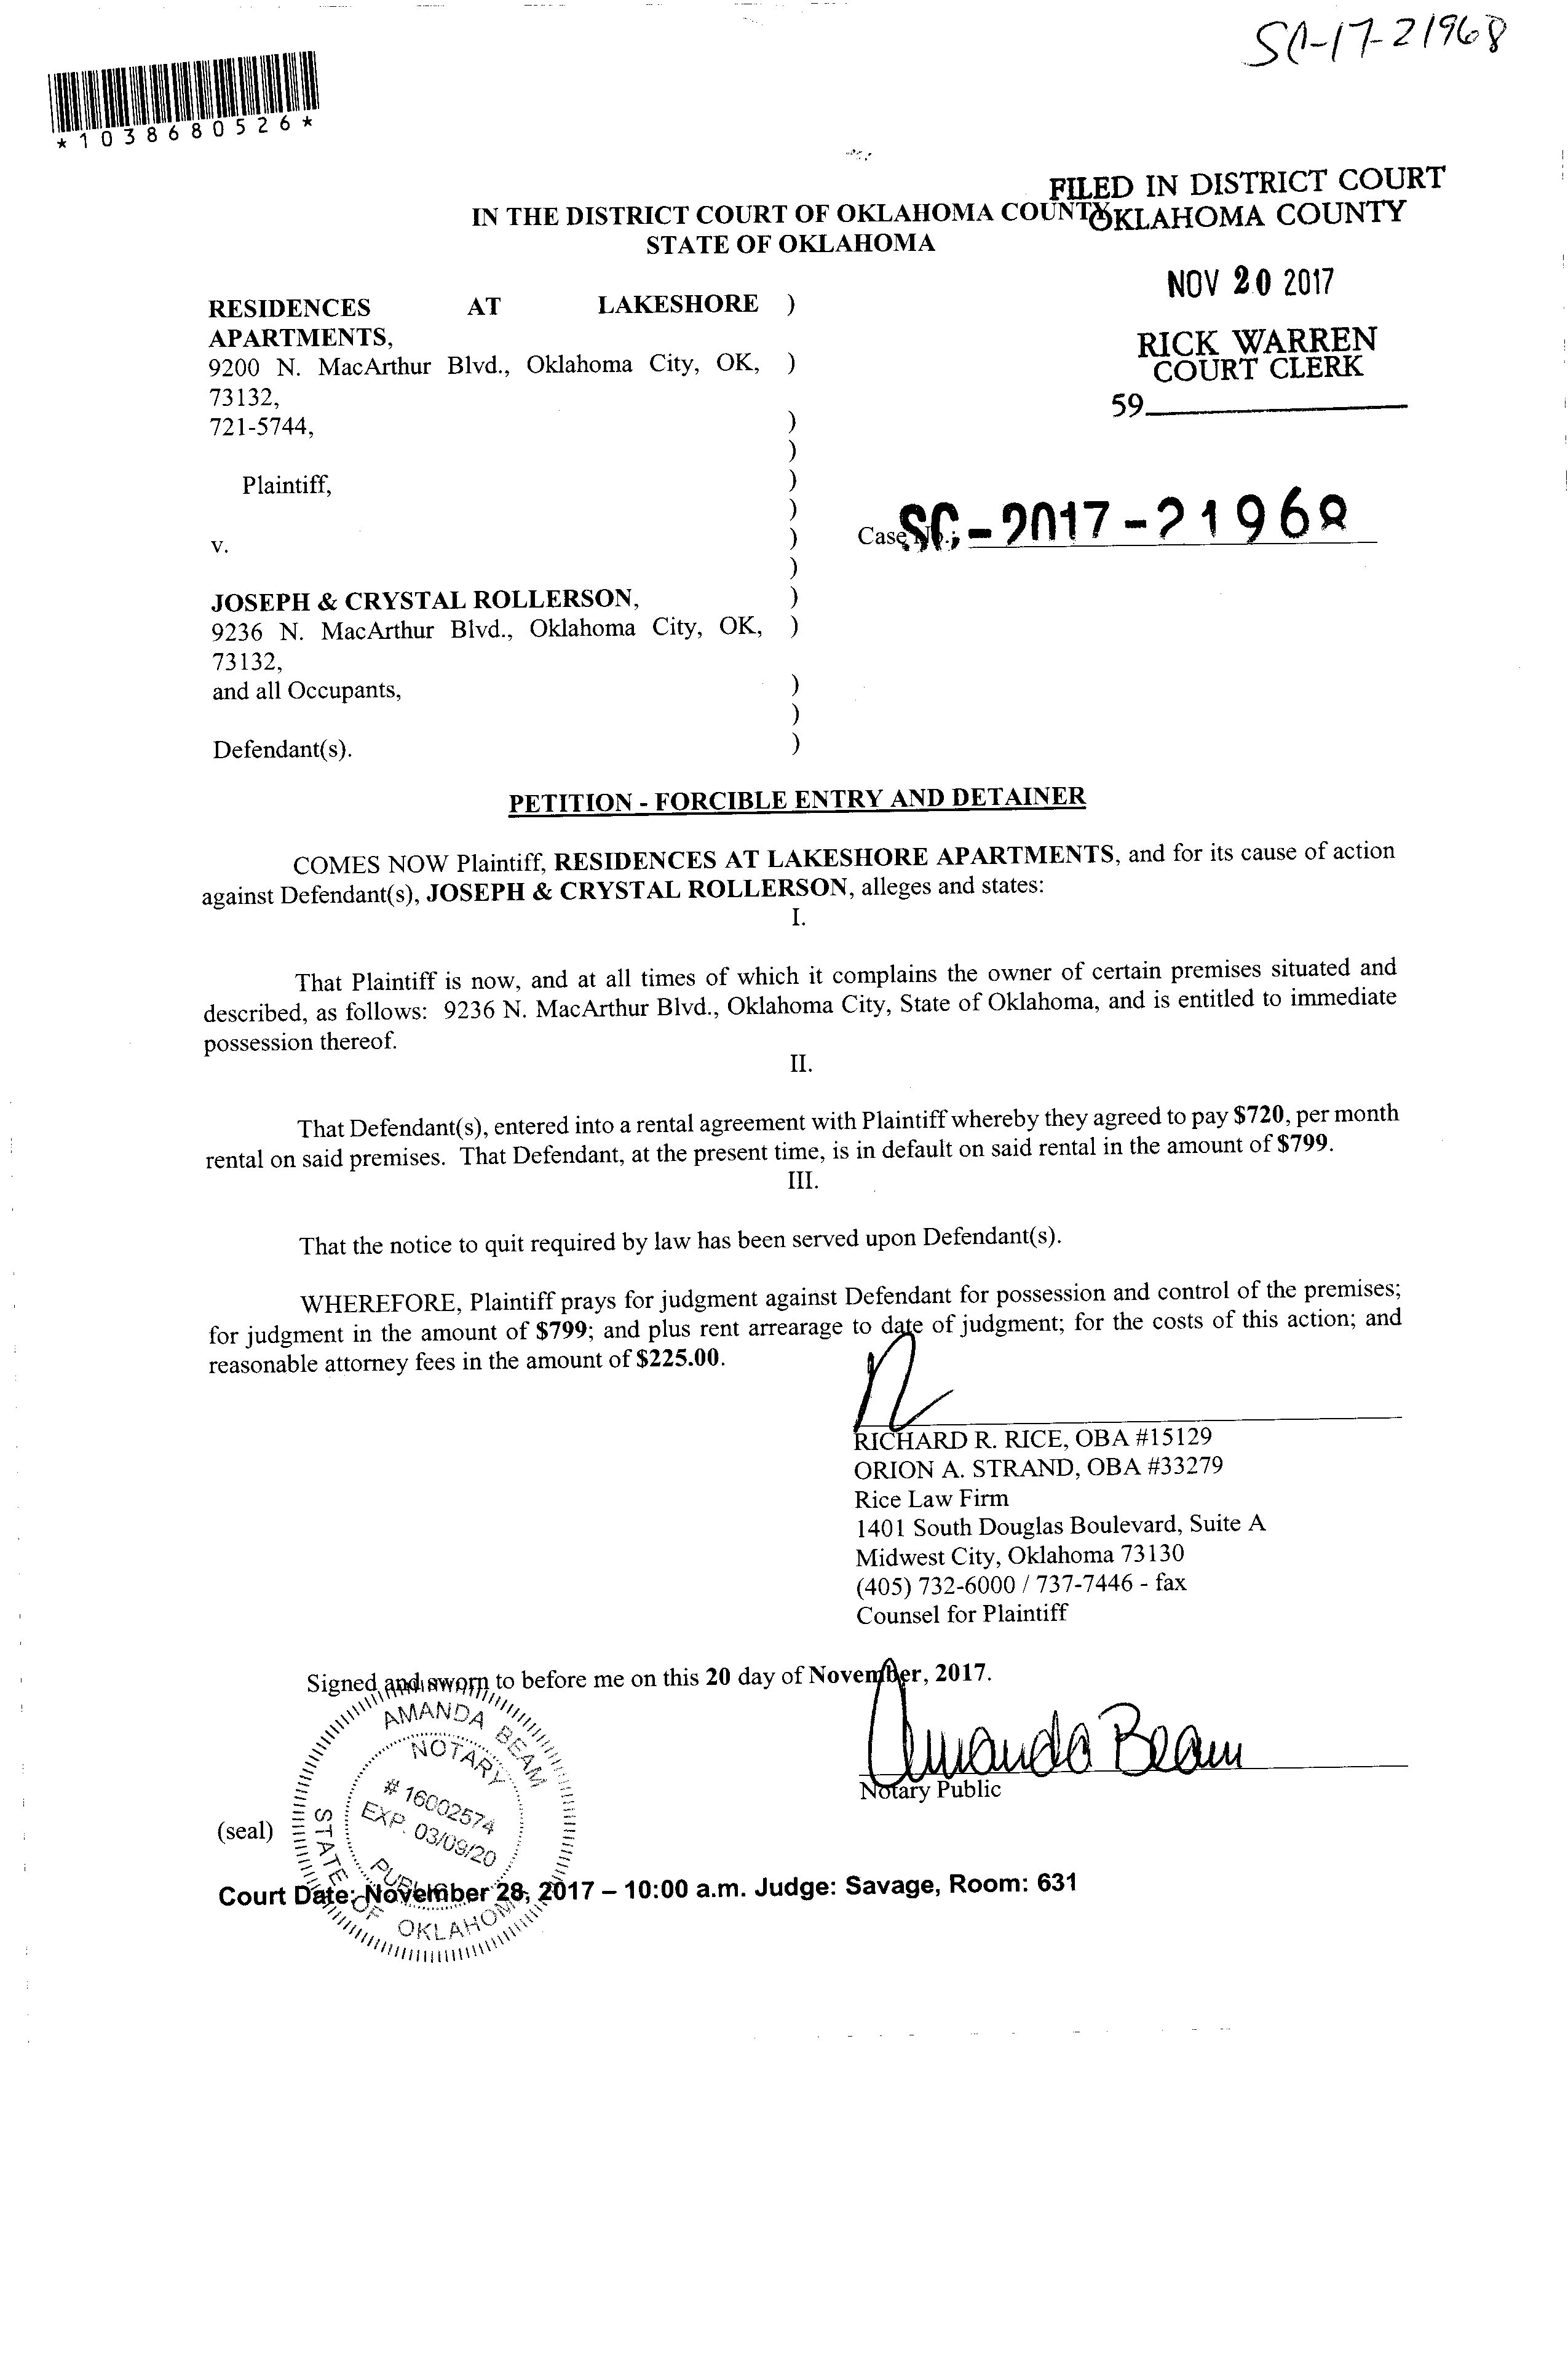 SC-17-21968
*1038680526*
FILED IN DISTRICT COURT
OKLAHOMA COUNTY
IN THE DISTRICT COURT OF OKLAHOMA COUNTY
STATE OF OKLAHOMA
NOV 20 2017
RICK WARREN
COURT CLERK
59
RESIDENCES AT LAKESHORE )
APARTMENTS,
9200 N. MacArthur Blvd., Oklahoma City, OK, )
73132,
721-5744, )
)
Plaintiff, )
)
v. )
Case No.: SC-2017-21968
)
JOSEPH & CRYSTAL ROLLERSON, )
9236 N. MacArthur Blvd., Oklahoma City, OK, )
73132,
and all Occupants, )
)
Defendant(s). )
PETITION - FORCIBLE ENTRY AND DETAINER
COMES NOW Plaintiff, RESIDENCES AT LAKESHORE APARTMENTS, and for its cause of action
against Defendant(s), JOSEPH & CRYSTAL ROLLERSON, alleges and states:
I.
That Plaintiff is now, and at all times of which it complains the owner of certain premises situated and
described, as follows: 9236 N. MacArthur Blvd., Oklahoma City, State of Oklahoma, and is entitled to immediate
possession thereof.
II.
That Defendant(s), entered into a rental agreement with Plaintiff whereby they agreed to pay $720, per month
rental on said premises. That Defendant, at the present time, is in default on said rental in the amount of $799.
III.
That the notice to quit required by law has been served upon Defendant(s).
WHEREFORE, Plaintiff prays for judgment against Defendant for possession and control of the premises;
for judgment in the amount of $799; and plus rent arrearage to date of judgment; for the costs of this action; and
reasonable attorney fees in the amount of $225.00.
RICHARD R. RICE, OBA #15129
ORION A. STRAND, OBA #33279
Rice Law Firm
1401 South Douglas Boulevard, Suite A
Midwest City, Oklahoma 73130
(405) 732-6000 / 737-7446 - fax
Counsel for Plaintiff
Signed and sworn to before me on this 20 day of November, 2017.
Amanda Beam
Notary Public
AMANDA BEAM
NOTARY
# 16002574
EXP. 03/09/20
PUBLIC
STATE OF OKLAHOMA
(seal)
Court Date: November 28, 2017 – 10:00 a.m. Judge: Savage, Room: 631